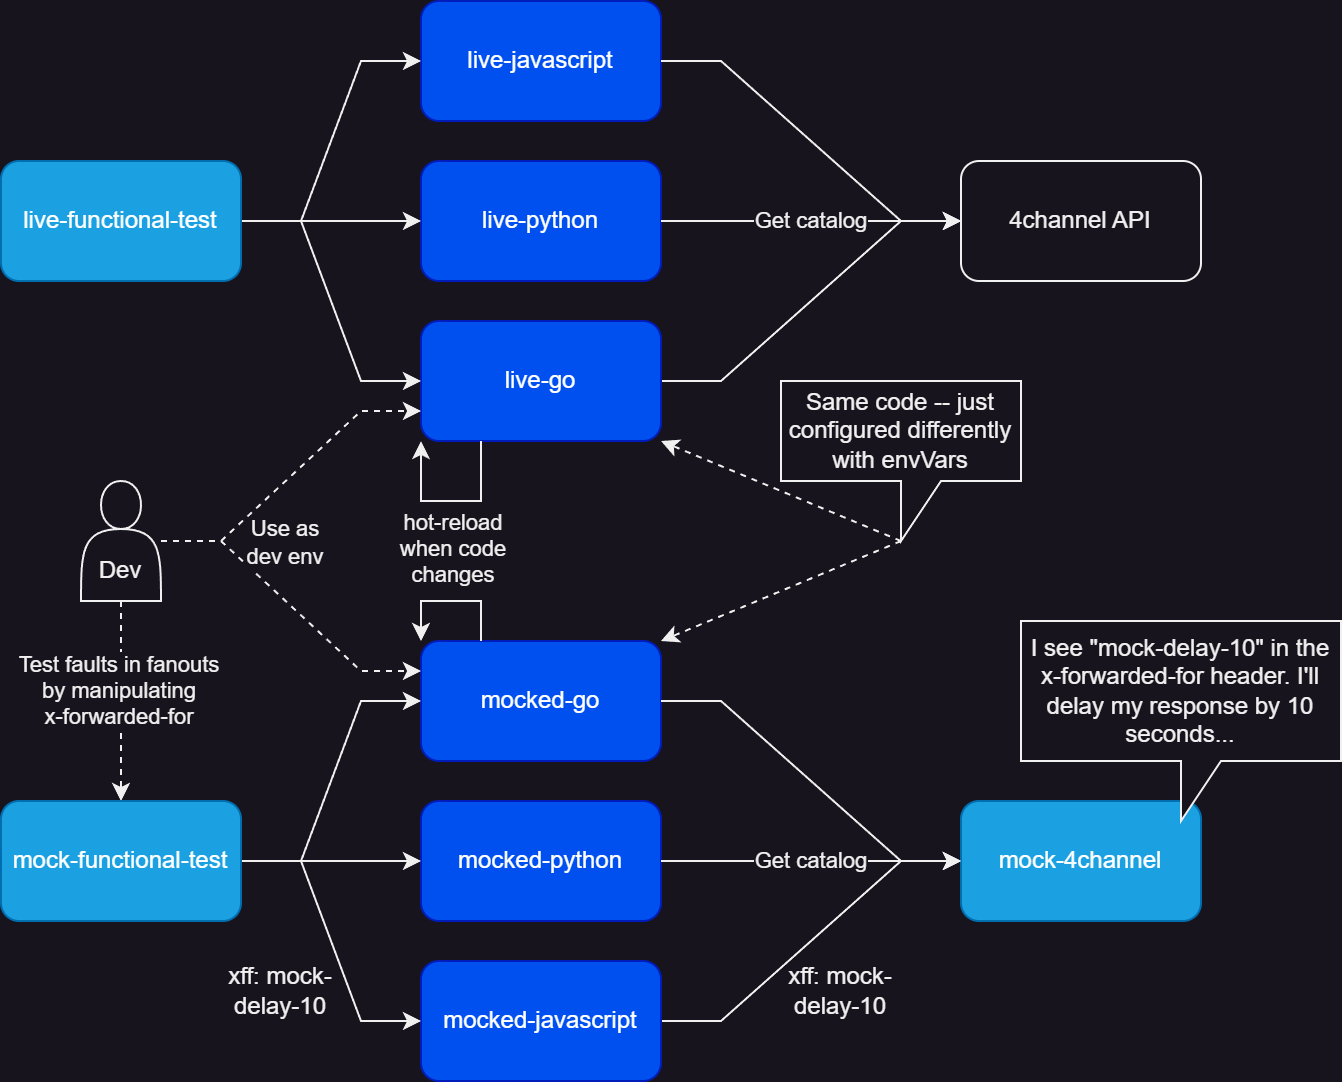 live-javascript
live-functional-test
live-python
Get catalog
4channel API
live-go
Same code -- just
configured differently
with envVars
Dev
Use as
dev env
hot-reload
when code
changes
Test faults in fanouts
by manipulating
x-forwarded-for
I see "mock-delay-10" in the
x-forwarded-for header. I'll
delay my response by 10
seconds...
mocked-go
mock-functional-test
mocked-python
Get catalog
mock-4channel
xff: mock-
delay-10
xff: mock-
delay-10
mocked-javascript